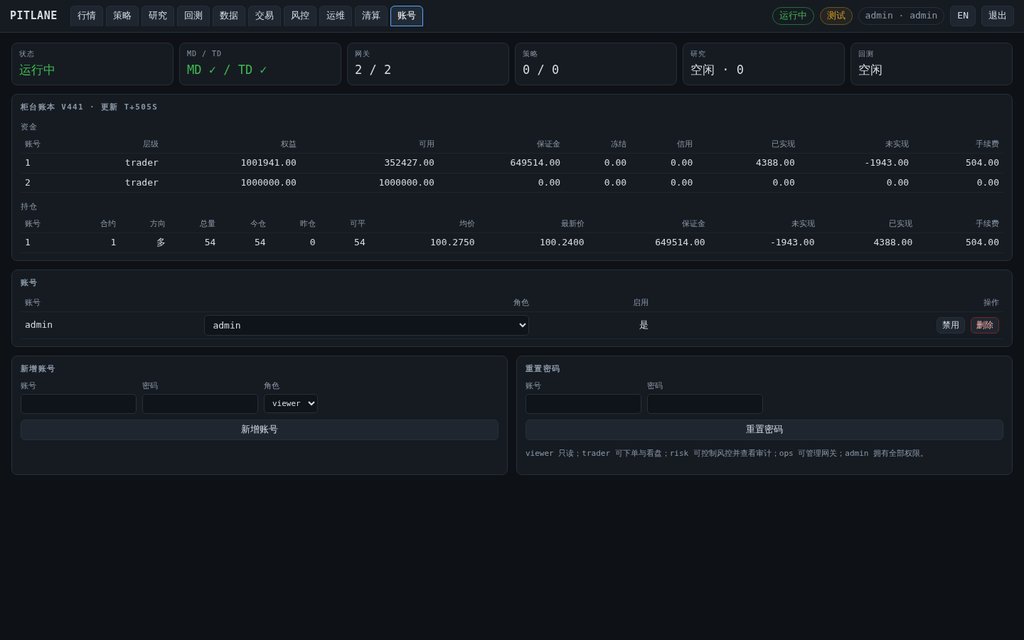 PITLANE 行情 策略 研究 回测 数据 交易 风控 运维 清算 账号 运行中 测试 admin · admin EN 退出
状态 MD / TD 网关 策略 研究 回测
运行中 MD ✓ / TD ✓ 2 / 2 0 / 0 空闲 · 0 空闲
柜台账本 V441 · 更新 T+505S
资金
账号 层级 权益 可用 保证金 冻结 信用 已实现 未实现 手续费
1 trader 1001941.00 352427.00 649514.00 0.00 0.00 4388.00 -1943.00 504.00
2 trader 1000000.00 1000000.00 0.00 0.00 0.00 0.00 0.00 0.00
持仓
账号 合约 方向 总量 今仓 昨仓 可平 均价 最新价 保证金 未实现 已实现 手续费
1 1 多 54 54 0 54 100.2750 100.2400 649514.00 -1943.00 4388.00 504.00
账号
账号 角色 启用 操作
admin admin 是 禁用 删除
新增账号
账号 密码 角色
viewer
新增账号
重置密码
账号 密码
重置密码
viewer 只读；trader 可下单与看盘；risk 可控制风控并查看审计；ops 可管理网关；admin 拥有全部权限。